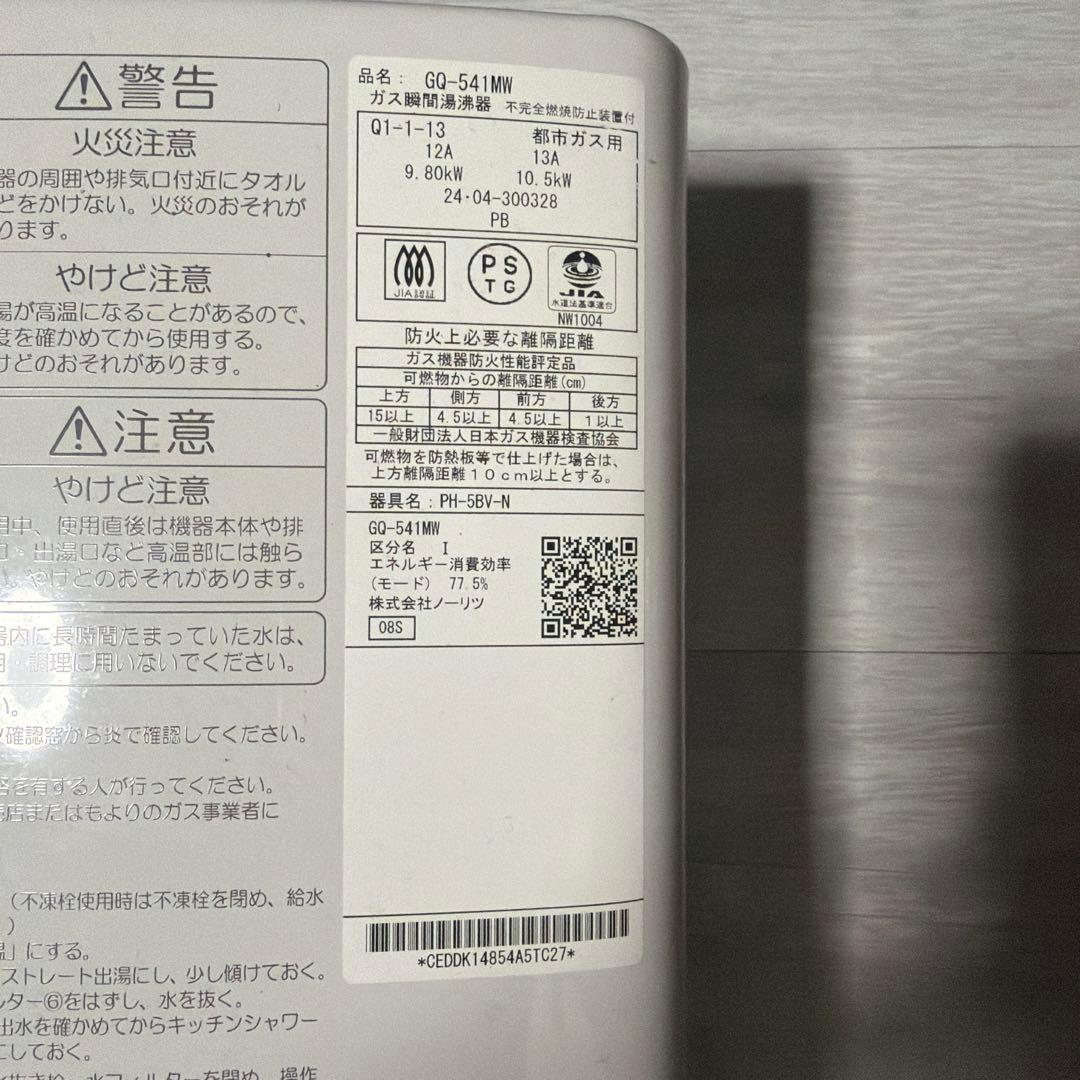 警告
火災注意
器の周囲や排気口付近にタオル
どをかけない。火災のおそれが
ります。
やけど注意
湯が高温になることがあるので、
度を確かめてから使用する。
けどのおそれがあります。
注意
やけど注意
用中、使用直後は機器本体や排
口・出湯口など高温部には触ら
い。やけどのおそれがあります。
器内に長時間たまっていた水は、
用・調理に用いないでください。
い。
確認窓から炎で確認してください。
を有する人が行ってください。
店またはもよりのガス事業者に
(不凍栓使用時は不凍栓を閉め、給水
)
温」にする。
ストレート出湯にし、少し傾けておく。
ルター⑥をはずし、水を抜く。
出水を確かめてからキッチンシャワー
にしておく。
水抜き栓、水フィルターを閉め、操作
品名: GQ-541MW
ガス瞬間湯沸器 不完全燃焼防止装置付
Q1-1-13 都市ガス用
12A 13A
9.80kW 10.5kW
24・04-300328
PB
JIA認証
PS
TG
JIA
水道法基準適合
NW1004
防火上必要な離隔距離
ガス機器防火性能評定品
可燃物からの離隔距離(cm)
上方 側方 前方 後方
15以上 4.5以上 4.5以上 1以上
一般財団法人日本ガス機器検査協会
可燃物を防熱板等で仕上げた場合は、
上方離隔距離10cm以上とする。
器具名: PH-5BV-N
GQ-541MW
区分名 I
エネルギー消費効率
(モード) 77.5%
株式会社ノーリツ
08S
*CEDDK14854A5TC27*